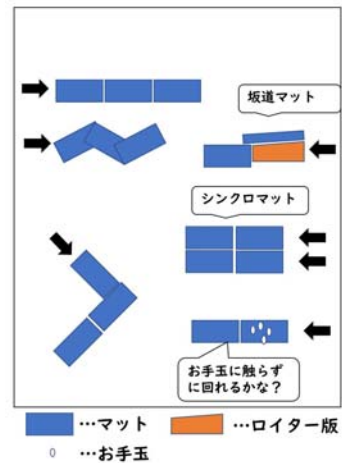 坂道マット
シンクロマット
お手玉に触らず
に回れるかな？
…マット
…ロイター版
…お手玉